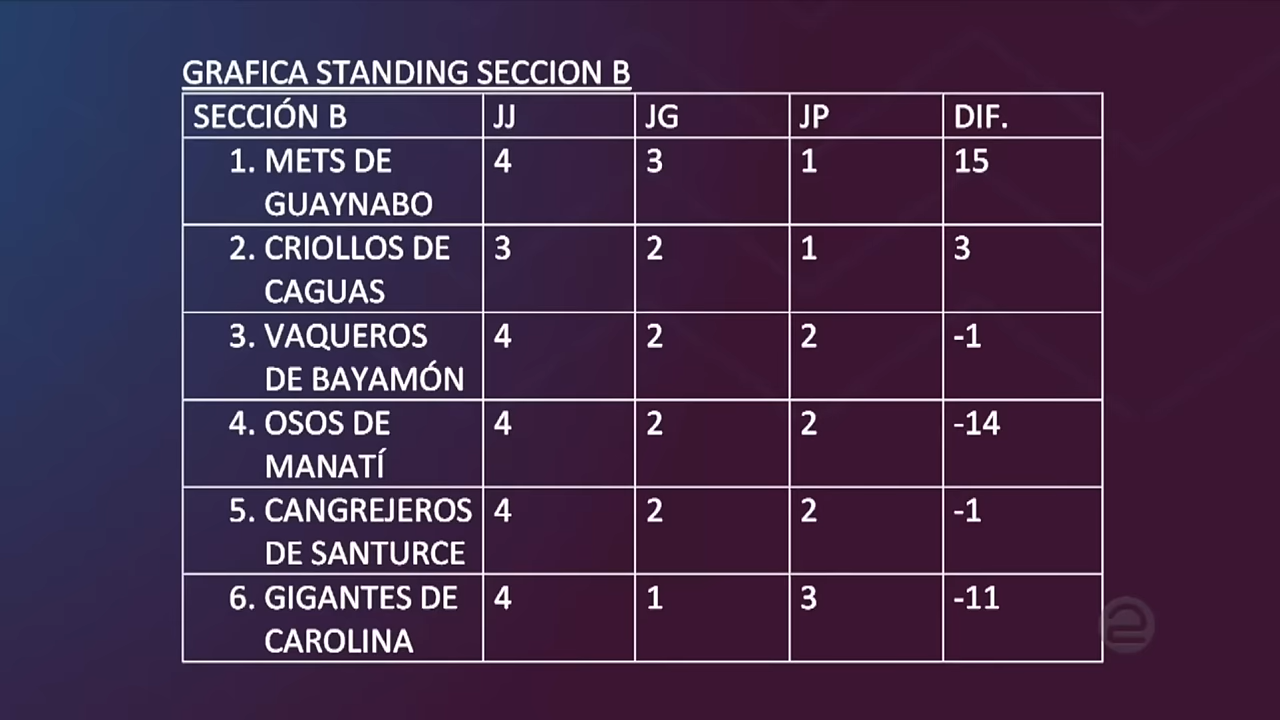 GRAFICA STANDING SECCION B
SECCIÓN B JJ JG JP DIF.
1. METS DE 4 3 1 15
GUAYNABO
2. CRIOLLOS DE 3 2 1 3
CAGUAS
3. VAQUEROS 4 2 2 -1
DE BAYAMÓN
4. OSOS DE 4 2 2 -14
MANATÍ
5. CANGREJEROS 4 2 2 -1
DE SANTURCE
6. GIGANTES DE 4 1 3 -11
CAROLINA